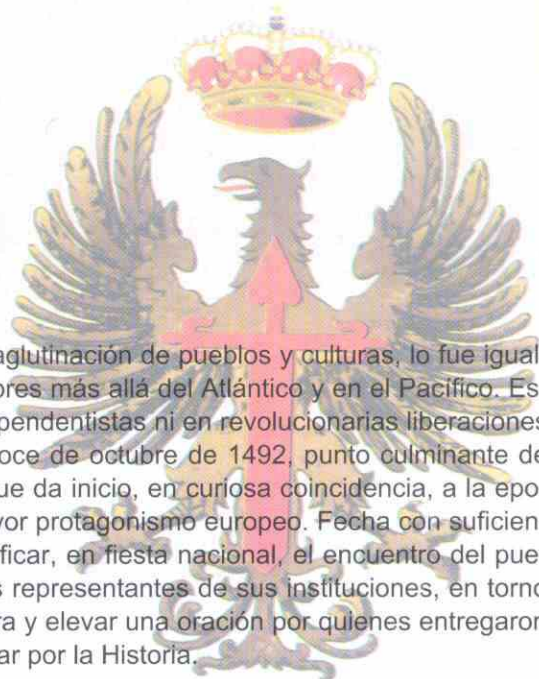 aglutinación de pueblos y culturas, lo fue igual
ores más allá del Atlántico y en el Pacífico. Es
pendentistas ni en revolucionarias liberaciones
oce de octubre de 1492, punto culminante de
ue da inicio, en curiosa coincidencia, a la epo
yor protagonismo europeo. Fecha con suficien
ficar, en fiesta nacional, el encuentro del pue
s representantes de sus instituciones, en torno
ra y elevar una oración por quienes entregaron
ar por la Historia.